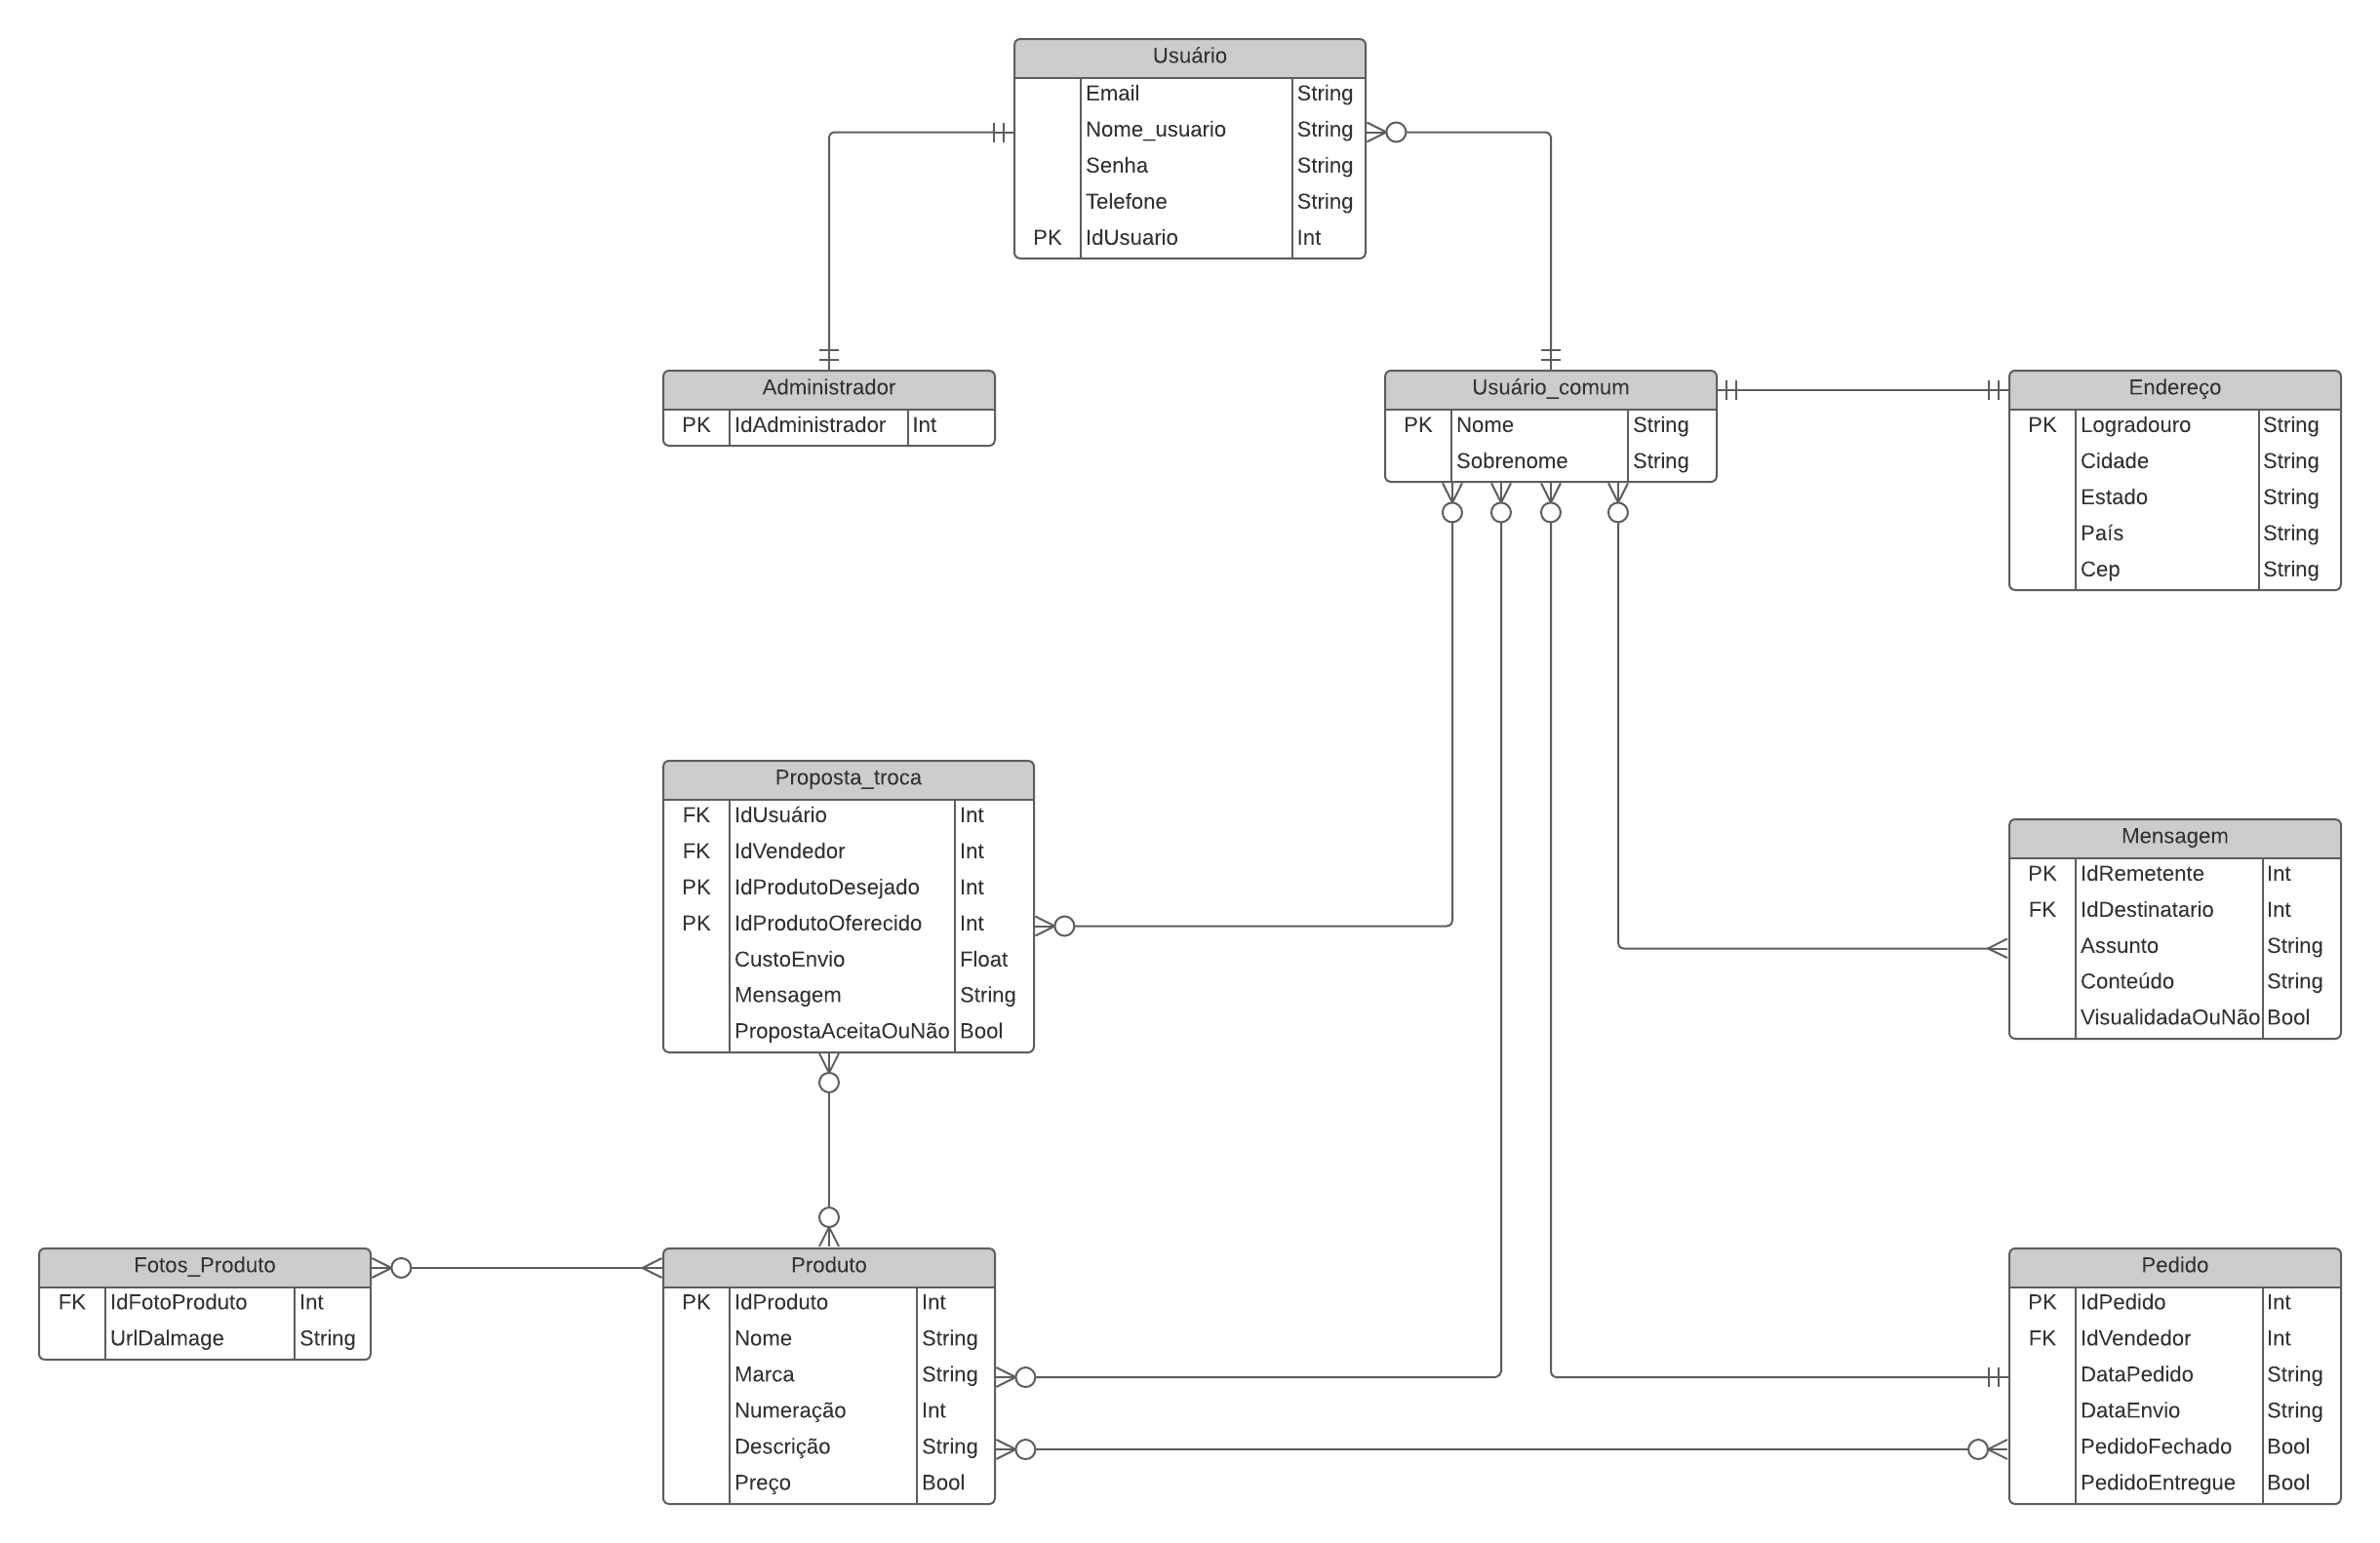 Usuário
Email String
Nome_usuario String
Senha String
Telefone String
PK IdUsuario Int
Administrador
PK IdAdministrador Int
Usuário_comum
PK Nome String
Sobrenome String
Endereço
PK Logradouro String
Cidade String
Estado String
País String
Cep String
Proposta_troca
FK IdUsuário Int
FK IdVendedor Int
PK IdProdutoDesejado Int
PK IdProdutoOferecido Int
CustoEnvio Float
Mensagem String
PropostaAceitaOuNão Bool
Mensagem
PK IdRemetente Int
FK IdDestinatario Int
Assunto String
Conteúdo String
VisualidadaOuNão Bool
Fotos_Produto
FK IdFotoProduto Int
UrlDaImage String
Produto
PK IdProduto Int
Nome String
Marca String
Numeração Int
Descrição String
Preço Bool
Pedido
PK IdPedido Int
FK IdVendedor Int
DataPedido String
DataEnvio String
PedidoFechado Bool
PedidoEntregue Bool